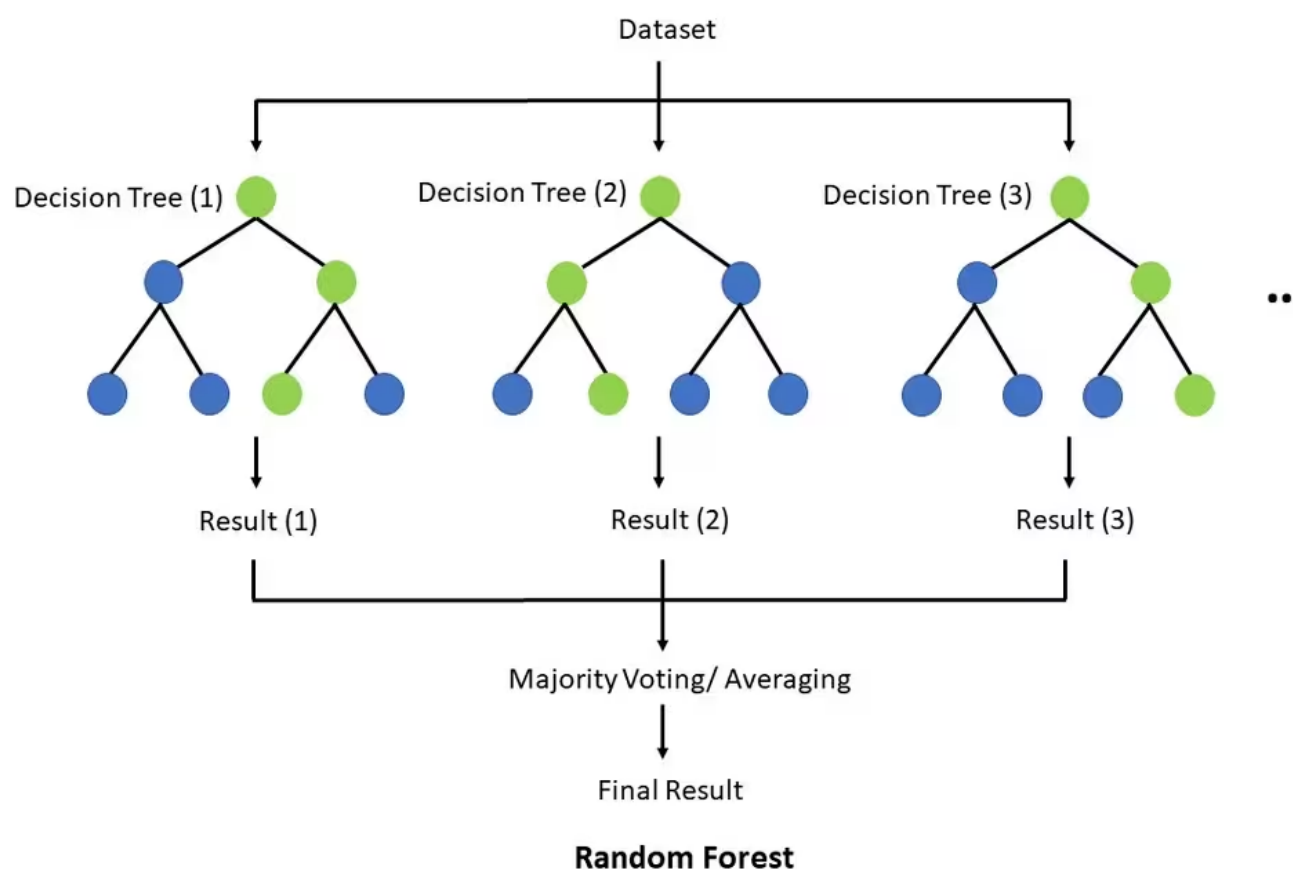 Dataset
Decision Tree (1)
Decision Tree (2)
Decision Tree (3)
..
Result (1)
Result (2)
Result (3)
Majority Voting/ Averaging
Final Result
Random Forest